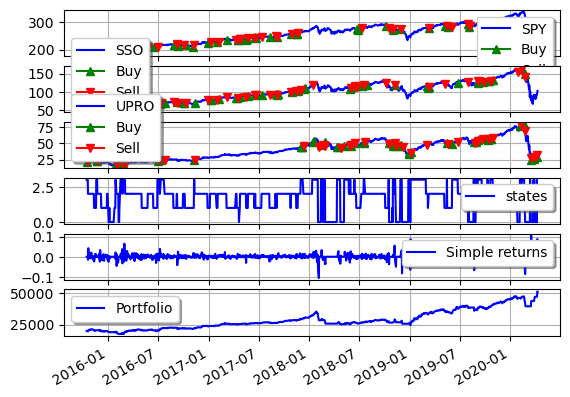 300
200
SPY
Buy
SSO
Buy
Sell
150
100
50
UPRO
Buy
Sell
75
50
25
2.5
0.0
states
0.1
0.0
−0.1
Simple returns
50000
25000
Portfolio
2016-01
2016-07
2017-01
2017-07
2018-01
2018-07
2019-01
2019-07
2020-01